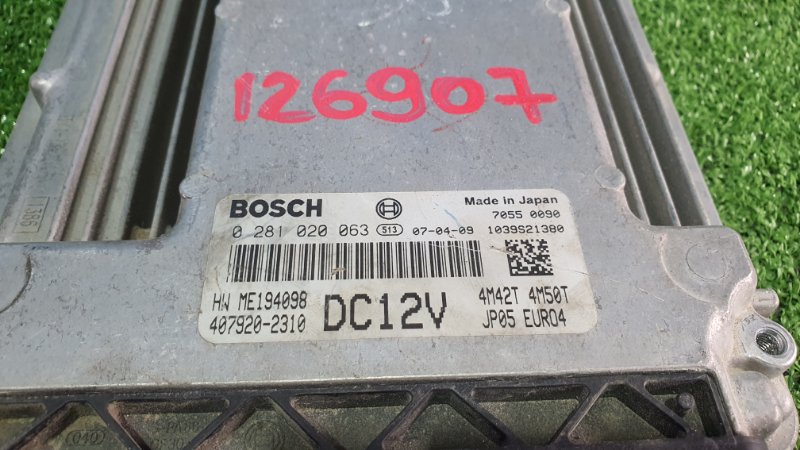 126907
BOSCH Made in Japan
7055 0090
0 281 020 063 513 07-04-09 1039S21380
HW ME194098 DC12V 4M42T 4M50T
407920-2310 JP05 EURO4